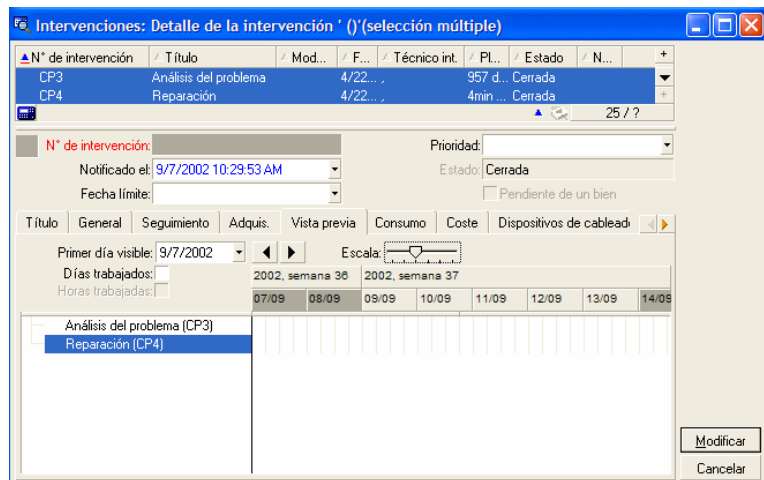 Intervenciones: Detalle de la intervención ' ()'(selección múltiple)
N° de intervención Título Mod... F... Técnico int. Pl... Estado N... +
CP3 Análisis del problema 4/22... , 957 d... Cerrada
CP4 Reparación 4/22... , 4min ... Cerrada +
25 / ?
N° de intervención: Prioridad:
Notificado el: 9/7/2002 10:29:53 AM Estado: Cerrada
Fecha límite: Pendiente de un bien
Título General Seguimiento Adquis. Vista previa Consumo Coste Dispositivos de cablead
Primer día visible: 9/7/2002 Escala:
Días trabajados: 2002, semana 36 2002, semana 37
Horas trabajadas: 07/09 08/09 09/09 10/09 11/09 12/09 13/09 14/09
Análisis del problema (CP3)
Reparación (CP4)
Modificar
Cancelar